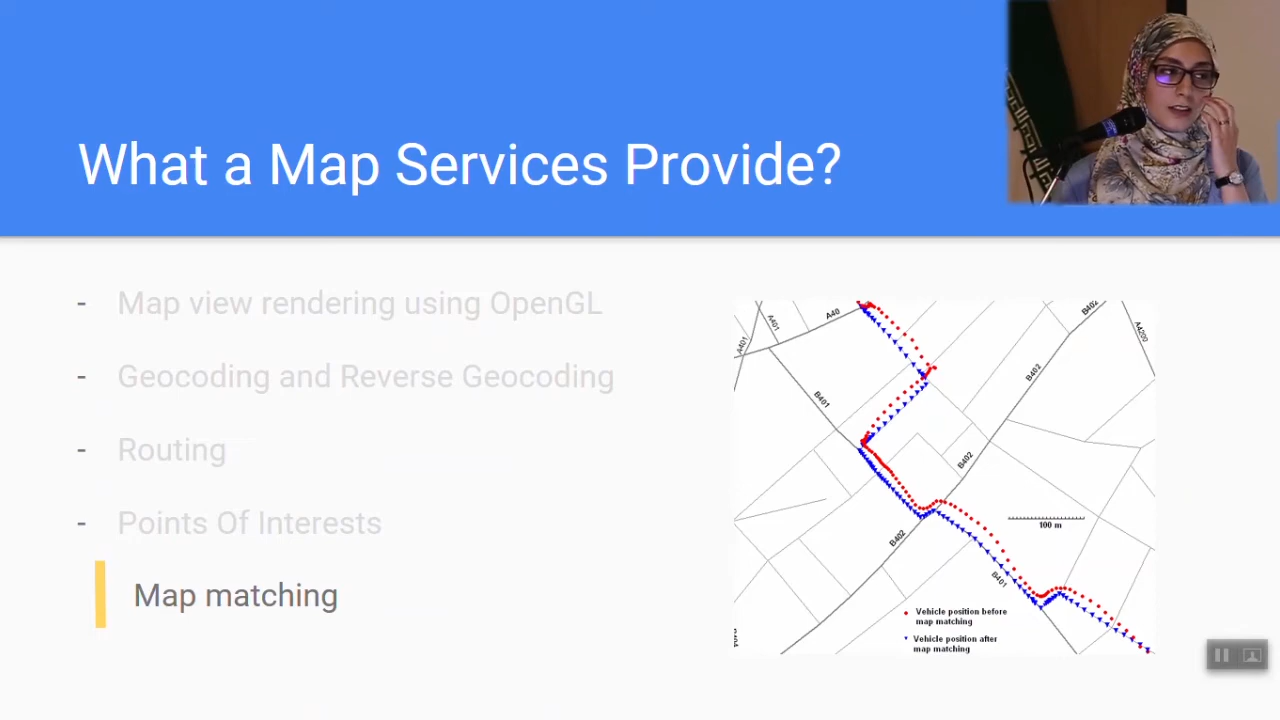 What a Map Services Provide?
- Map view rendering using OpenGL
- Geocoding and Reverse Geocoding
- Routing
- Points Of Interests
Map matching
A401
A401
A40
B402
A4200
B401
B402
B402
100 m
B402
B401
Vehicle position before
map matching
Vehicle position after
map matching